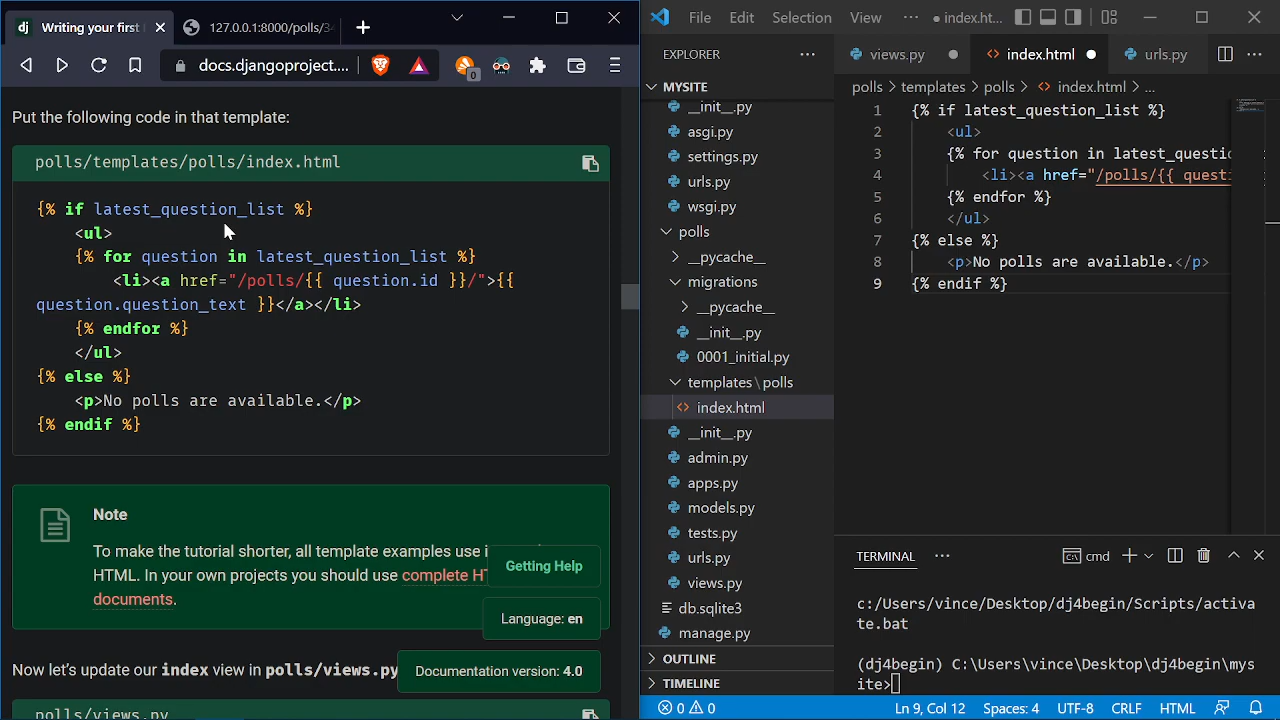 Writing your first
127.0.0.1:8000/polls/34
docs.djangoproject....
0
Put the following code in that template:
polls/templates/polls/index.html
{% if latest_question_list %}
<ul>
{% for question in latest_question_list %}
<li><a href="/polls/{{ question.id }}/">{{
question.question_text }}</a></li>
{% endfor %}
</ul>
{% else %}
<p>No polls are available.</p>
{% endif %}
Note
To make the tutorial shorter, all template examples use
HTML. In your own projects you should use complete HT
documents.
Getting Help
Language: en
Now let's update our index view in polls/views.py
Documentation version: 4.0
polls/views.py
File Edit Selection View ··· ● index.ht...
EXPLORER ···
views.py
index.html
urls.py
MYSITE
__init__.py
asgi.py
settings.py
urls.py
wsgi.py
polls
__pycache__
migrations
__pycache__
__init__.py
0001_initial.py
templates\polls
index.html
__init__.py
admin.py
apps.py
models.py
tests.py
urls.py
views.py
db.sqlite3
manage.py
OUTLINE
TIMELINE
polls > templates > polls > index.html > ...
1 {% if latest_question_list %}
2 <ul>
3 {% for question in latest_questio
4 <li><a href="/polls/{{ questi
5 {% endfor %}
6 </ul>
7 {% else %}
8 <p>No polls are available.</p>
9 {% endif %}
TERMINAL ··· cmd
c:/Users/vince/Desktop/dj4begin/Scripts/activa
te.bat
(dj4begin) C:\Users\vince\Desktop\dj4begin\mys
ite>
0 0 Ln 9, Col 12 Spaces: 4 UTF-8 CRLF HTML